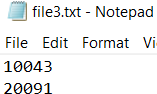 file3.txt - Notepad
File Edit Format
10043
20091